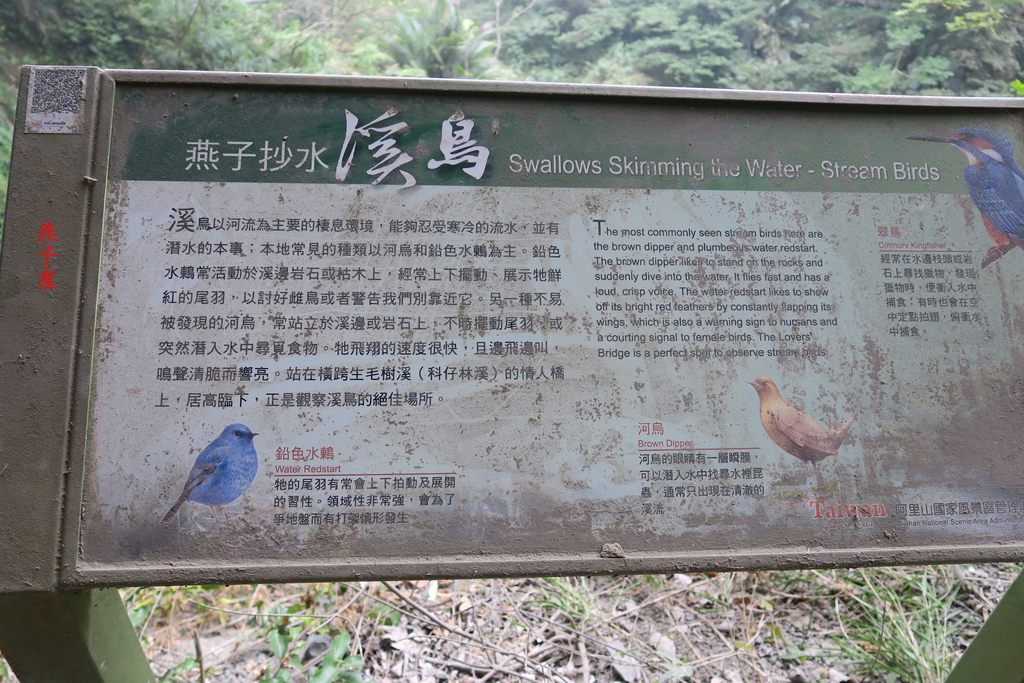 燕子抄水溪鳥 Swallows Skimming the Water - Stream Birds
燕子崖
溪鳥以河流為主要的棲息環境，能夠忍受寒冷的流水，並有
潛水的本事；本地常見的種類以河烏和鉛色水鶇為主。鉛色
水鶇常活動於溪邊岩石或枯木上，經常上下擺動、展示牠鮮
紅的尾羽，以討好雌鳥或者警告我們別靠近它。另一種不易
被發現的河烏，常站立於溪邊或岩石上，不時擺動尾羽，或
突然潛入水中尋覓食物。牠飛翔的速度很快，且邊飛邊叫
鳴聲清脆而響亮。站在橫跨生毛樹溪（科仔林溪）的情人橋
上，居高臨下，正是觀察溪鳥的絕佳場所。
The most commonly seen stream birds here are
the brown dipper and plumbeous water redstart.
The brown dipper likes to stand on the rocks and
suddenly dive into the water. It flies fast and has a
loud, crisp voice. The water redstart likes to show
off its bright red feathers by constantly flapping its
wings, which is also a warning sign to humans and
a courting signal to female birds. The Lovers'
Bridge is a perfect spot to observe stream birds
翠鳥
Common Kingfisher
經常在水邊枝頭或岩
石上尋找獵物，發現
獵物時，便衝入水中
捕食；有時也會在空
中定點拍翅，俯衝水
中捕食。
鉛色水鶇
Water Redstart
牠的尾羽有常會上下拍動及展開
的習性。領域性非常強，會為了
爭地盤而有打架情形發生
河烏
Brown Dipper
河烏的眼睛有一層瞬膜，
可以潛入水中找尋水裡昆
蟲，通常只出現在清澈的
溪流。
Taiwan 阿里山國家風景區管理
shan National Scenic Area